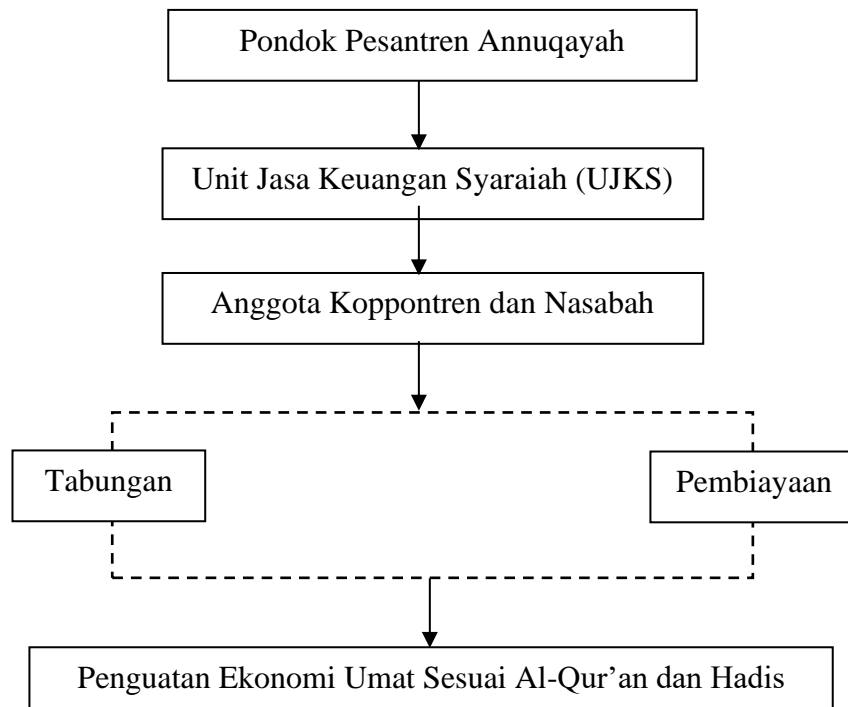 Pondok Pesantren Annuqayah
Unit Jasa Keuangan Syaraiah (UJKS)
Anggota Koppontren dan Nasabah
Tabungan
Pembiayaan
Penguatan Ekonomi Umat Sesuai Al-Qur’an dan Hadis